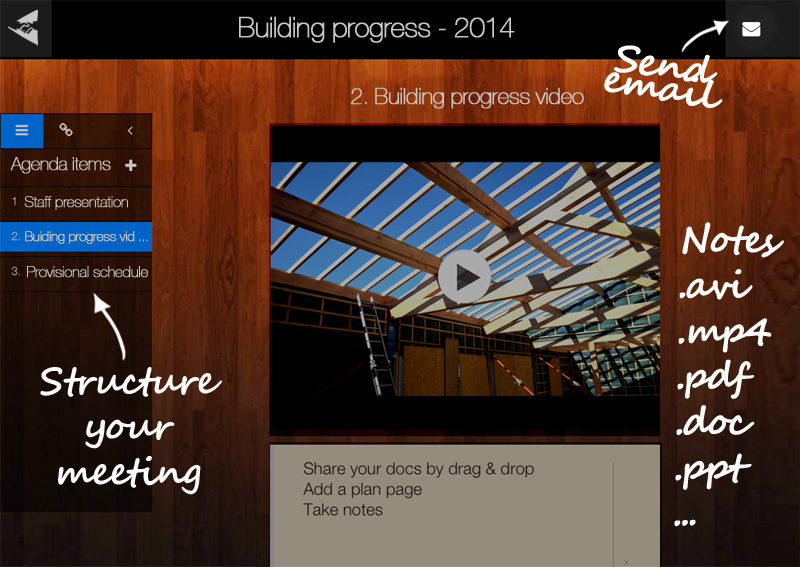 Building progress - 2014
Send
email
2. Building progress video
Agenda items +
1 Staff presentation
2. Buiding progress vid ...
3. Provisional schedule
Structure
your
meeting
Notes
.avi
.mp4
.pdf
.doc
.ppt
...
Share your docs by drag & drop
Add a plan page
Take notes